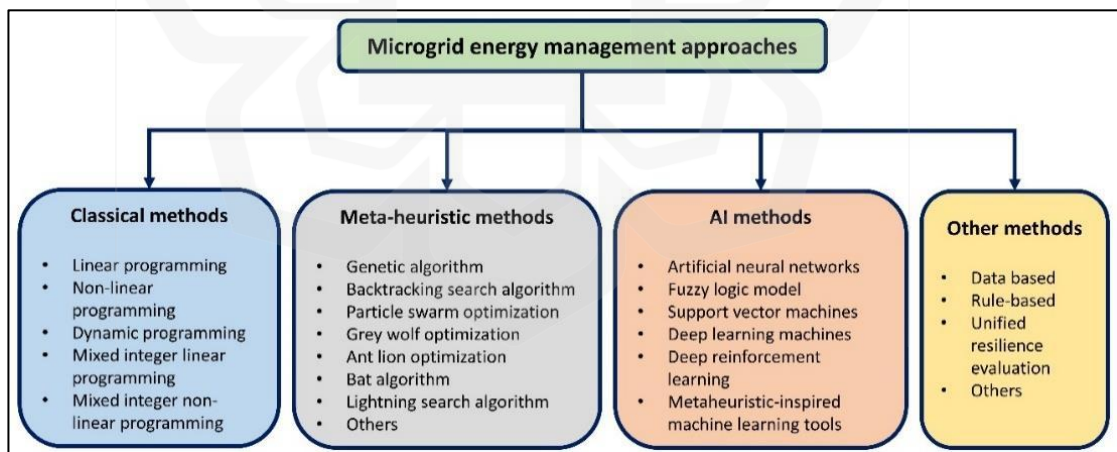 Microgrid energy management approaches
Classical methods
• Linear programming
• Non-linear
programming
• Dynamic programming
• Mixed integer linear
programming
• Mixed integer non-
linear programming
Meta-heuristic methods
• Genetic algorithm
• Backtracking search algorithm
• Particle swarm optimization
• Grey wolf optimization
• Ant lion optimization
• Bat algorithm
• Lightning search algorithm
• Others
AI methods
• Artificial neural networks
• Fuzzy logic model
• Support vector machines
• Deep learning machines
• Deep reinforcement
learning
• Metaheuristic-inspired
machine learning tools
Other methods
• Data based
• Rule-based
• Unified
resilience
evaluation
• Others